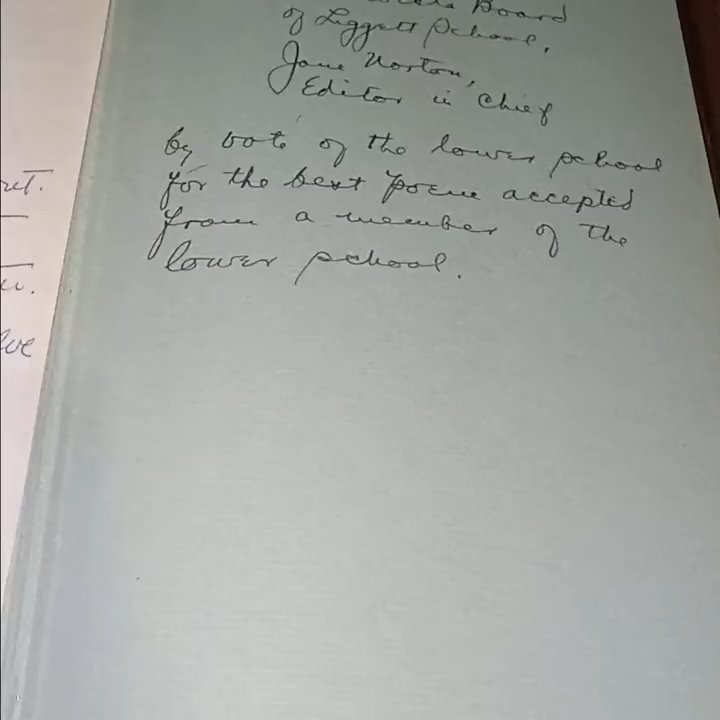 Board
of Liggett School,
Jane Norton,
Editor in Chief
by vote of the lower school
for the best poem accepted
from a member of the
lower school.